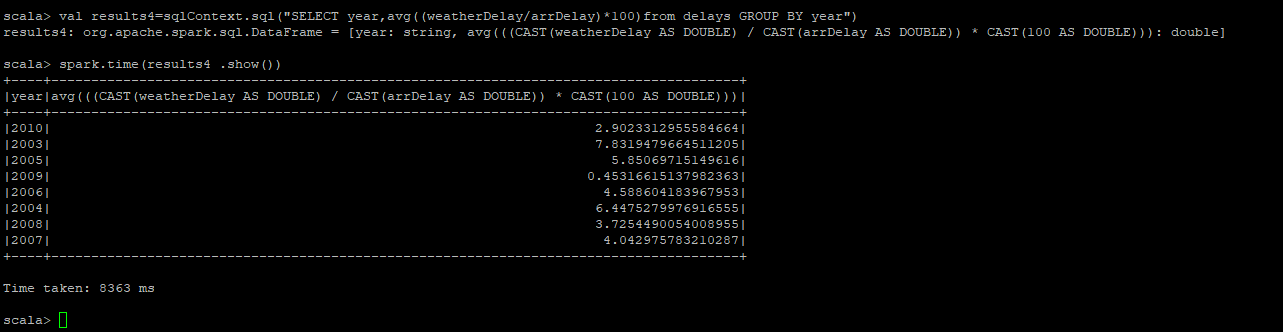 scala> val results4=sqlContext.sql("SELECT year,avg((weatherDelay/arrDelay)*100)from delays GROUP BY year")
results4: org.apache.spark.sql.DataFrame = [year: string, avg(((CAST(weatherDelay AS DOUBLE) / CAST(arrDelay AS DOUBLE)) * CAST(100 AS DOUBLE))): double]
scala> spark.time(results4 .show())
+----+--------------------------------------------------------------------------------------+
|year|avg(((CAST(weatherDelay AS DOUBLE) / CAST(arrDelay AS DOUBLE)) * CAST(100 AS DOUBLE)))|
+----+--------------------------------------------------------------------------------------+
|2010| 2.9023312955584664|
|2003| 7.8319479664511205|
|2005| 5.85069715149616|
|2009| 0.45316615137982363|
|2006| 4.588604183967953|
|2004| 6.4475279976916555|
|2008| 3.7254490054008955|
|2007| 4.042975783210287|
+----+--------------------------------------------------------------------------------------+
Time taken: 8363 ms
scala>